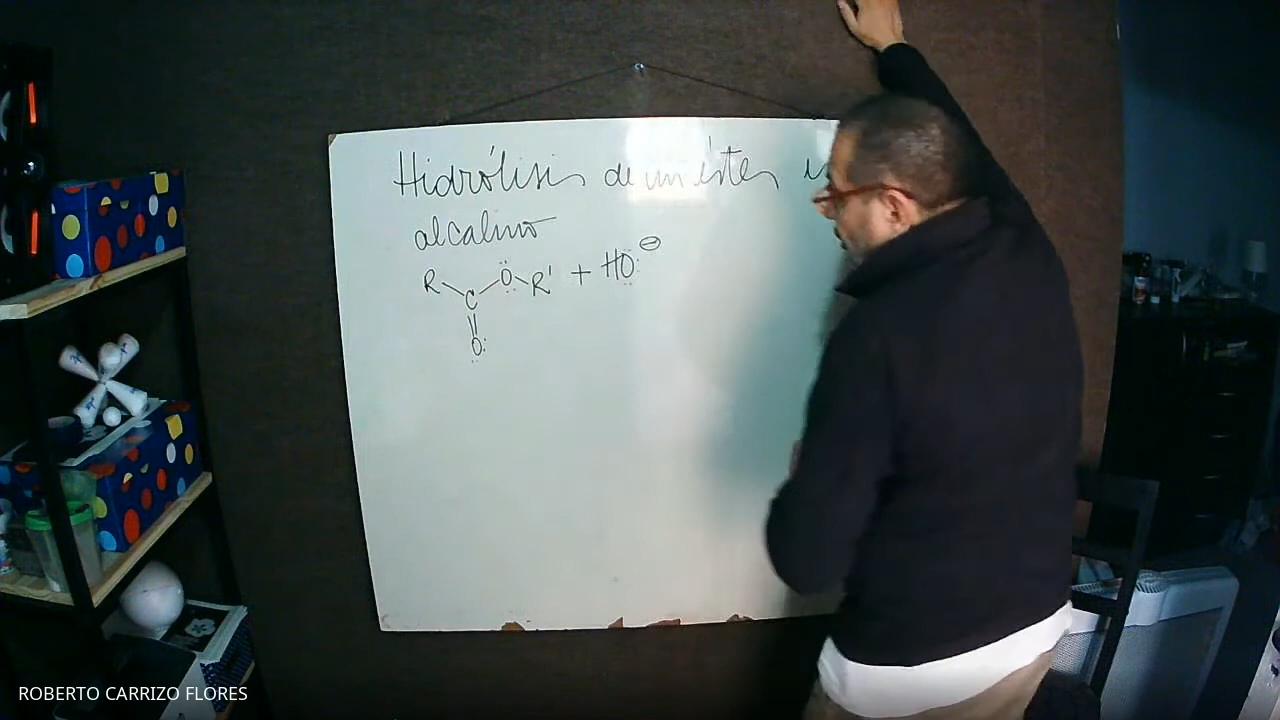 Hidrólisis de un éster
alcalino
R C O R' + HO ⊖
O
ROBERTO CARRIZO FLORES